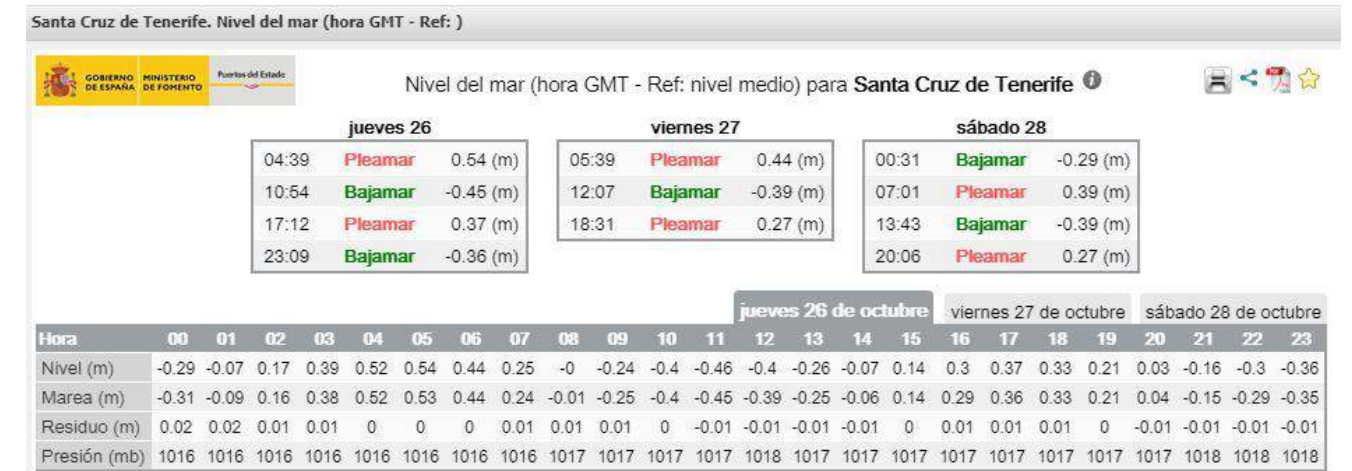 Santa Cruz de Tenerife. Nivel del mar (hora GMT - Ref: )
GOBIERNO DE ESPAÑA
MINISTERIO DE FOMENTO
Puertos del Estado
Nivel del mar (hora GMT - Ref: nivel medio) para Santa Cruz de Tenerife
jueves 26 viernes 27 sábado 28
04:39 Pleamar 0.54 (m) 05:39 Pleamar 0.44 (m) 00:31 Bajamar -0.29 (m)
10:54 Bajamar -0.45 (m) 12:07 Bajamar -0.39 (m) 07:01 Pleamar 0.39 (m)
17:12 Pleamar 0.37 (m) 18:31 Pleamar 0.27 (m) 13:43 Bajamar -0.39 (m)
23:09 Bajamar -0.36 (m) 20:06 Pleamar 0.27 (m)
jueves 26 de octubre viernes 27 de octubre sábado 28 de octubre
Hora 00 01 02 03 04 05 06 07 08 09 10 11 12 13 14 15 16 17 18 19 20 21 22 23
Nivel (m) -0.29 -0.07 0.17 0.39 0.52 0.54 0.44 0.25 -0 -0.24 -0.4 -0.46 -0.4 -0.26 -0.07 0.14 0.3 0.37 0.33 0.21 0.03 -0.16 -0.3 -0.36
Marea (m) -0.31 -0.09 0.16 0.38 0.52 0.53 0.44 0.24 -0.01 -0.25 -0.4 -0.45 -0.39 -0.25 -0.06 0.14 0.29 0.36 0.33 0.21 0.04 -0.15 -0.29 -0.35
Residuo (m) 0.02 0.02 0.01 0.01 0 0 0 0.01 0.01 0.01 0 -0.01 -0.01 -0.01 -0.01 0 0.01 0.01 0.01 0 -0.01 -0.01 -0.01 -0.01
Presión (mb) 1016 1016 1016 1016 1016 1016 1016 1016 1017 1017 1017 1017 1018 1017 1017 1017 1017 1017 1017 1017 1017 1018 1018 1018